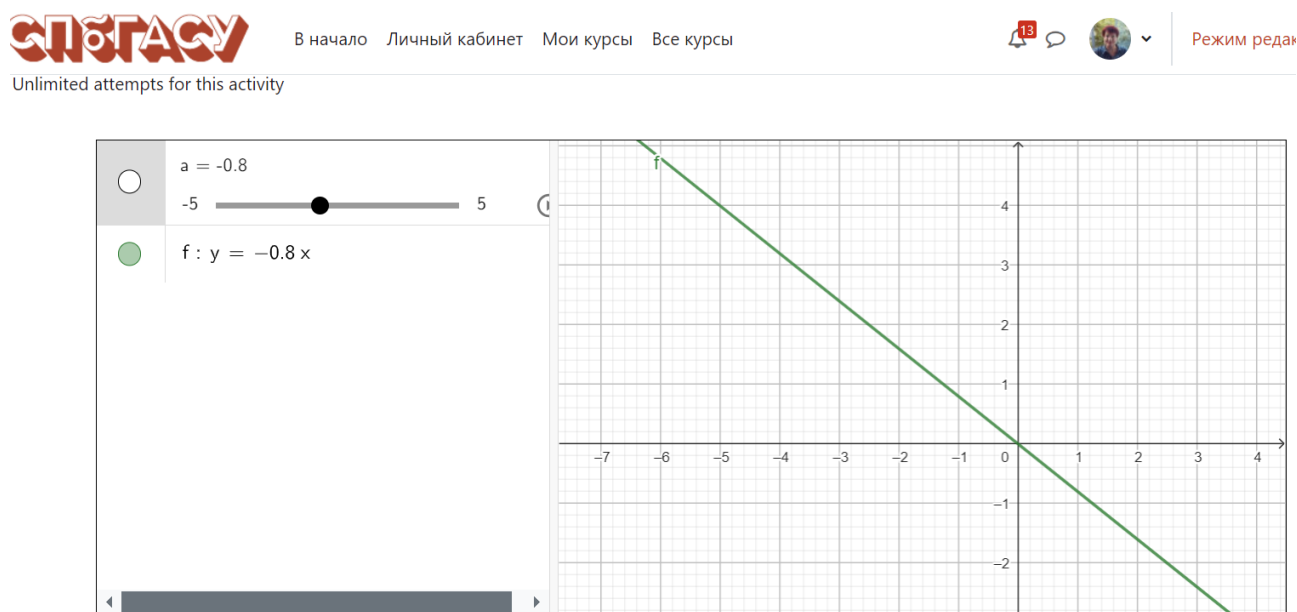 СПбГАСУ В начало Личный кабинет Мои курсы Все курсы 13 Режим редак
Unlimited attempts for this activity
a = -0.8
-5 5
f : y = −0.8 x
f
4
3
2
1
–7 –6 –5 –4 –3 –2 –1 0 1 2 3 4
–1
–2